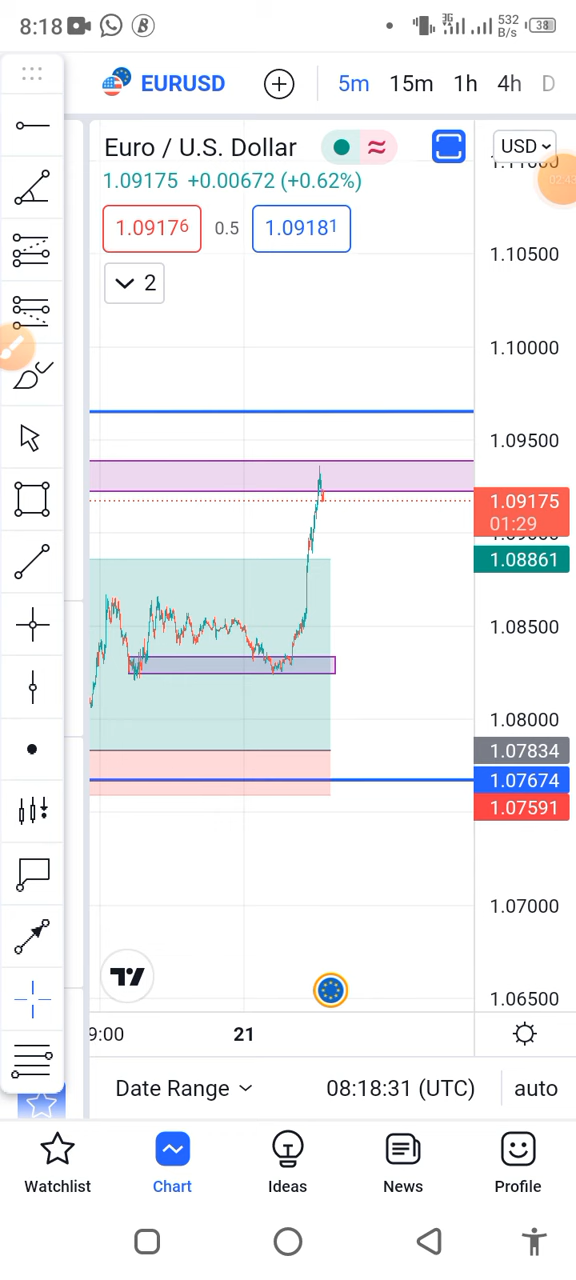 8:18
3G
532
B/s
38
EURUSD
5m 15m 1h 4h D
Euro / U.S. Dollar
USD
1.09175 +0.00672 (+0.62%)
1.09176 0.5 1.09181
2
1.10500
1.10000
1.09500
1.09175
01:29
1.08861
1.08500
1.08000
1.07834
1.07674
1.07591
1.07000
1.06500
9:00 21
Date Range 08:18:31 (UTC) auto
Watchlist Chart Ideas News Profile